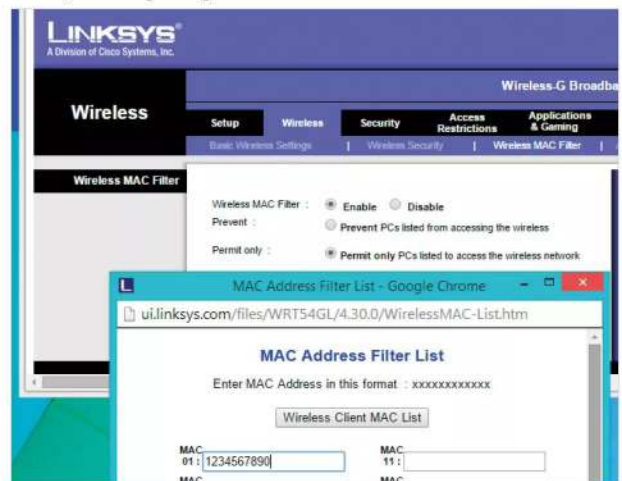 LINKSYS®
A Division of Cisco Systems, Inc.
Wireless-G Broadba
Wireless
Setup Wireless Security Access Restrictions Applications & Gaming
Basic Wireless Settings | Wireless Security | Wireless MAC Filter |
Wireless MAC Filter
Wireless MAC Filter : Enable Disable
Prevent : Prevent PCs listed from accessing the wireless
Permit only : Permit only PCs listed to access the wireless network
L MAC Address Filter List - Google Chrome
ui.linksys.com/files/WRT54GL/4.30.0/WirelessMAC-List.htm
MAC Address Filter List
Enter MAC Address in this format : xxxxxxxxxxxx
Wireless Client MAC List
MAC 01 : 1234567890 MAC 11 :
MAC MAC